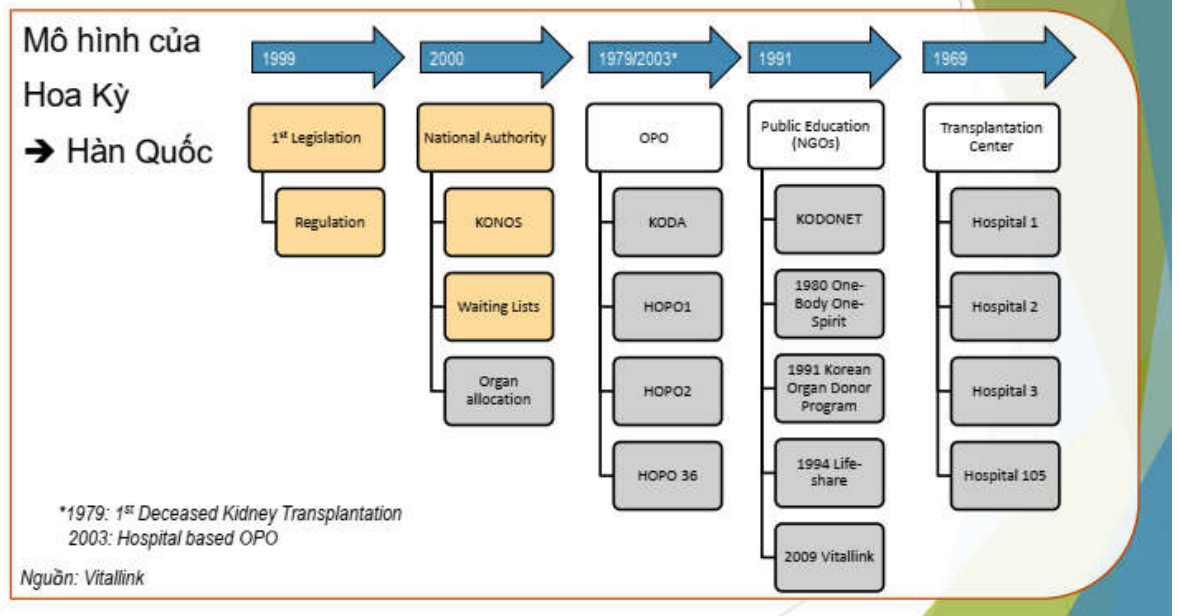 Mô hình của
Hoa Kỳ
➔ Hàn Quốc
1999
2000
1979/2003*
1991
1969
1st Legislation
Regulation
National Authority
KONOS
Waiting Lists
Organ
allocation
OPO
KODA
HOPO1
HOPO2
HOPO 36
Public Education
(NGOs)
KODONET
1980 One-
Body One-
Spirit
1991 Korean
Organ Donor
Program
1994 Life-
share
2009 Vitallink
Transplantation
Center
Hospital 1
Hospital 2
Hospital 3
Hospital 105
*1979: 1st Deceased Kidney Transplantation
2003: Hospital based OPO
Nguồn: Vitallink